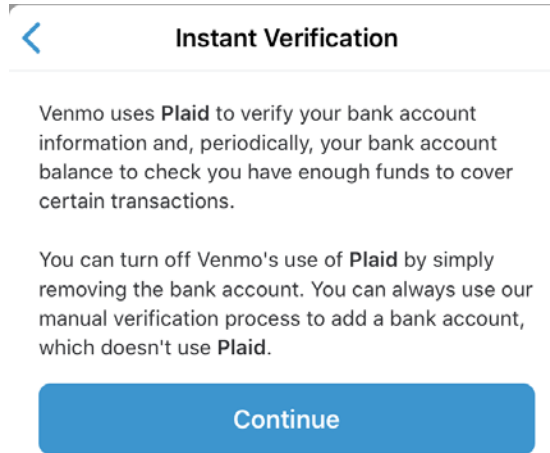 Instant Verification
Venmo uses Plaid to verify your bank account
information and, periodically, your bank account
balance to check you have enough funds to cover
certain transactions.
You can turn off Venmo's use of Plaid by simply
removing the bank account. You can always use our
manual verification process to add a bank account,
which doesn't use Plaid.
Continue